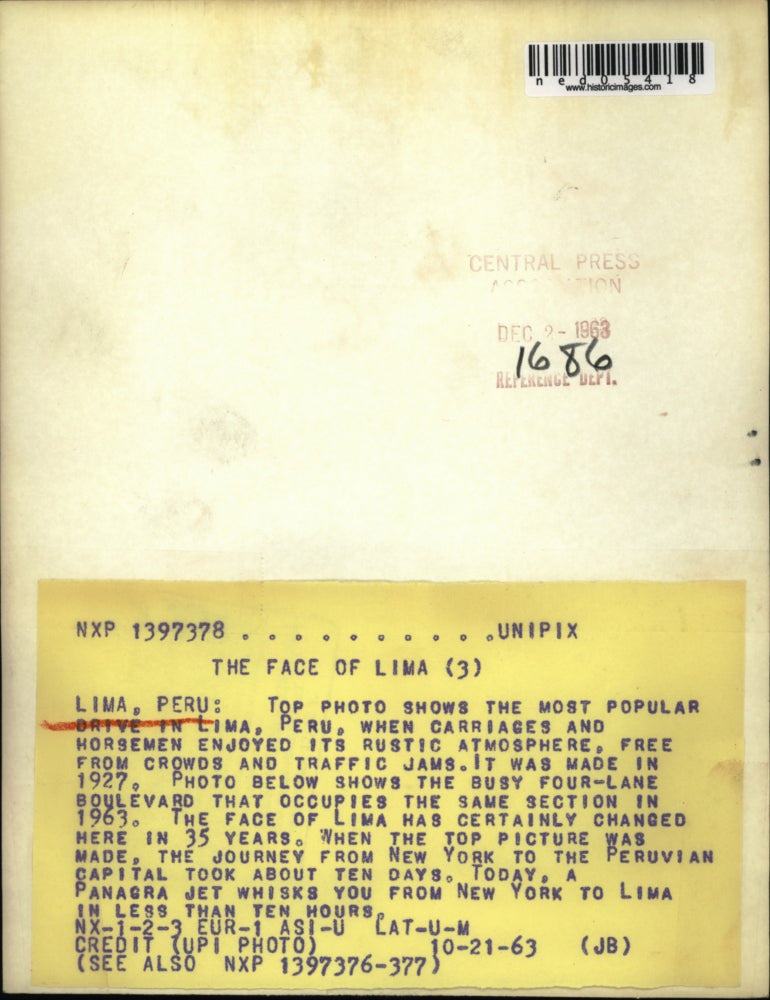 ned05418
www.historicimages.com
CENTRAL PRESS
ASSOCIATION
DEC 2- 1963
1686
REFERENCE DEPT.
NXP 1397378 . . . . . . . . . . .UNIPIX
THE FACE OF LIMA (3)
LIMA, PERU: TOP PHOTO SHOWS THE MOST POPULAR
DRIVE IN LIMA, PERU, WHEN CARRIAGES AND
HORSEMEN ENJOYED ITS RUSTIC ATMOSPHERE, FREE
FROM CROWDS AND TRAFFIC JAMS.IT WAS MADE IN
1927. PHOTO BELOW SHOWS THE BUSY FOUR-LANE
BOULEVARD THAT OCCUPIES THE SAME SECTION IN
1963. THE FACE OF LIMA HAS CERTAINLY CHANGED
HERE IN 35 YEARS. WHEN THE TOP PICTURE WAS
MADE, THE JOURNEY FROM NEW YORK TO THE PERUVIAN
CAPITAL TOOK ABOUT TEN DAYS. TODAY, A
PANAGRA JET WHISKS YOU FROM NEW YORK TO LIMA
IN LESS THAN TEN HOURS.
NX-1-2-3 EUR-1 ASI-U LAT-U-M
CREDIT (UPI PHOTO) 10-21-63 (JB)
(SEE ALSO NXP 1397376-377)